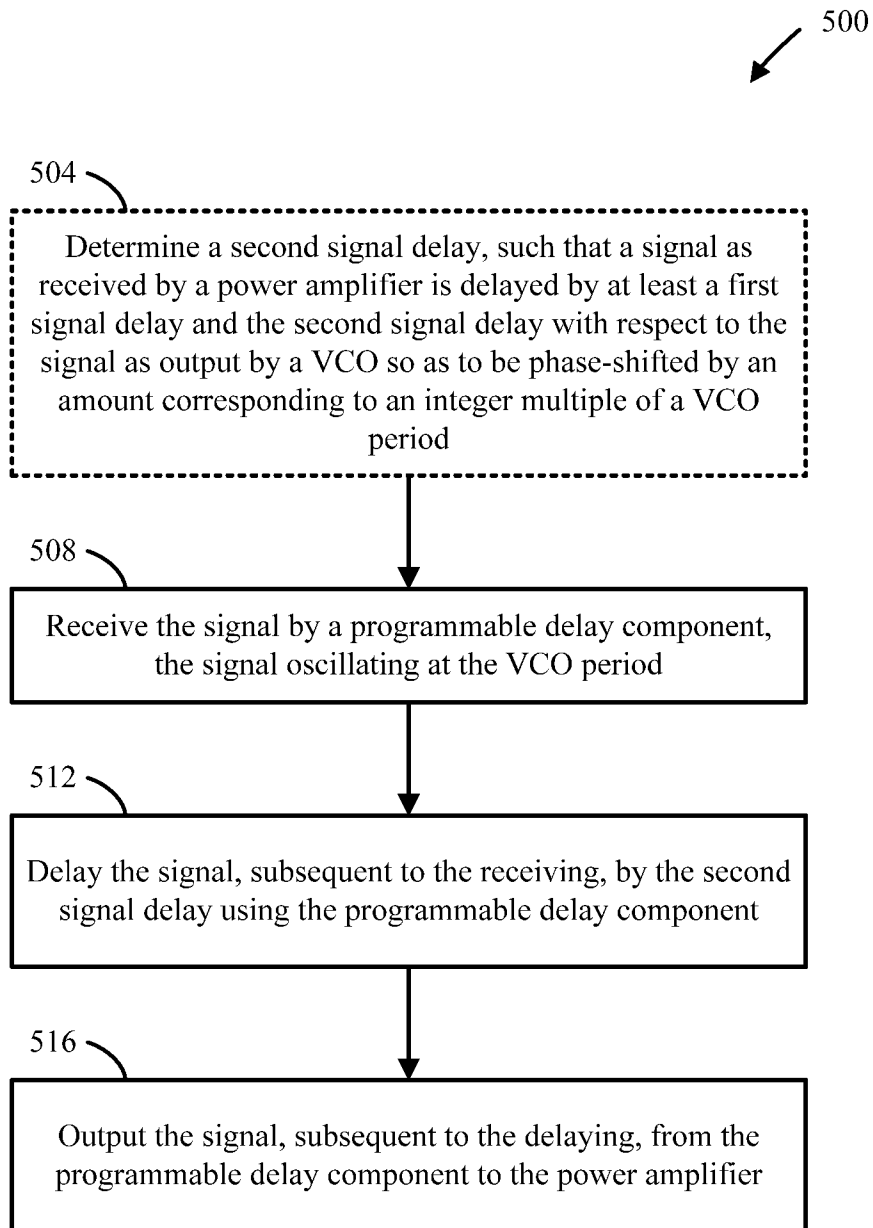 500
504
Determine a second signal delay, such that a signal as
received by a power amplifier is delayed by at least a first
signal delay and the second signal delay with respect to the
signal as output by a VCO so as to be phase-shifted by an
amount corresponding to an integer multiple of a VCO
period
508
Receive the signal by a programmable delay component,
the signal oscillating at the VCO period
512
Delay the signal, subsequent to the receiving, by the second
signal delay using the programmable delay component
516
Output the signal, subsequent to the delaying, from the
programmable delay component to the power amplifier